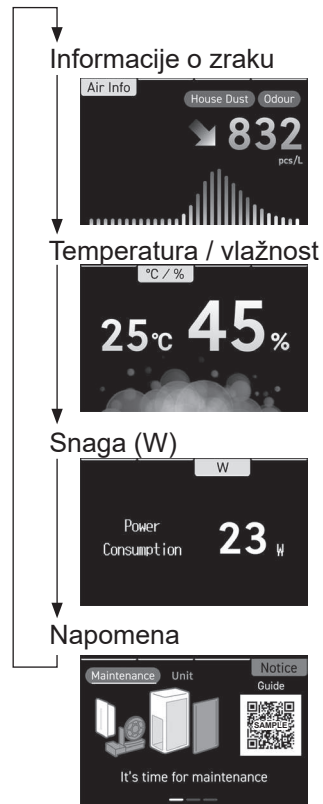 Informacije o zraku
Air Info
House Dust Odour
832
pcs/L
Temperatura / vlažnost
°C / %
25°C 45%
Snaga (W)
W
Power
Consumption 23 W
Napomena
Maintenance Unit Notice
Guide
SAMPLE
It's time for maintenance